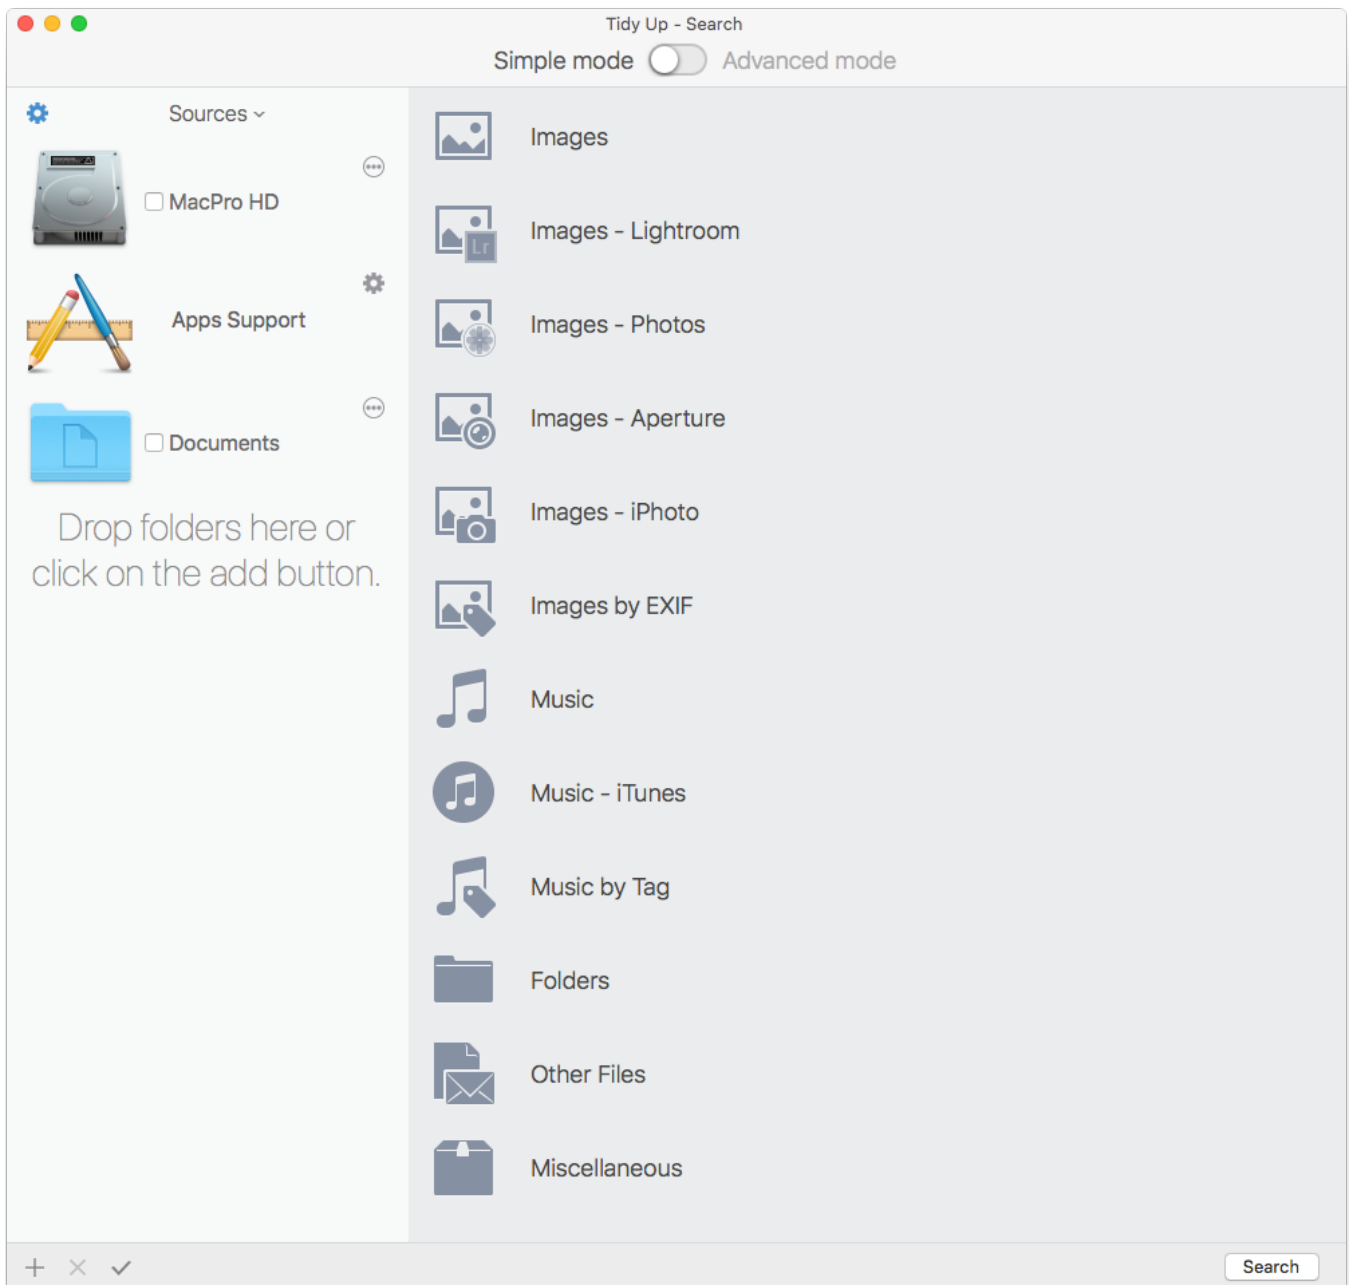 Tidy Up - Search
Simple mode Advanced mode
Sources
MacPro HD
Apps Support
Documents
Drop folders here or
click on the add button.
Images
Images - Lightroom
Lr
Images - Photos
Images - Aperture
Images - iPhoto
Images by EXIF
Music
Music - iTunes
Music by Tag
Folders
Other Files
Miscellaneous
Search